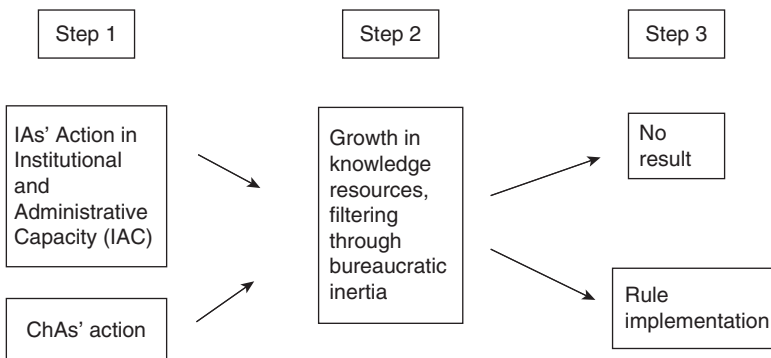 Step 1
Step 2
Step 3
IAs' Action in
Institutional
and
Administrative
Capacity (IAC)
ChAs' action
Growth in
knowledge
resources,
filtering
through
bureaucratic
inertia
No
result
Rule
implementation